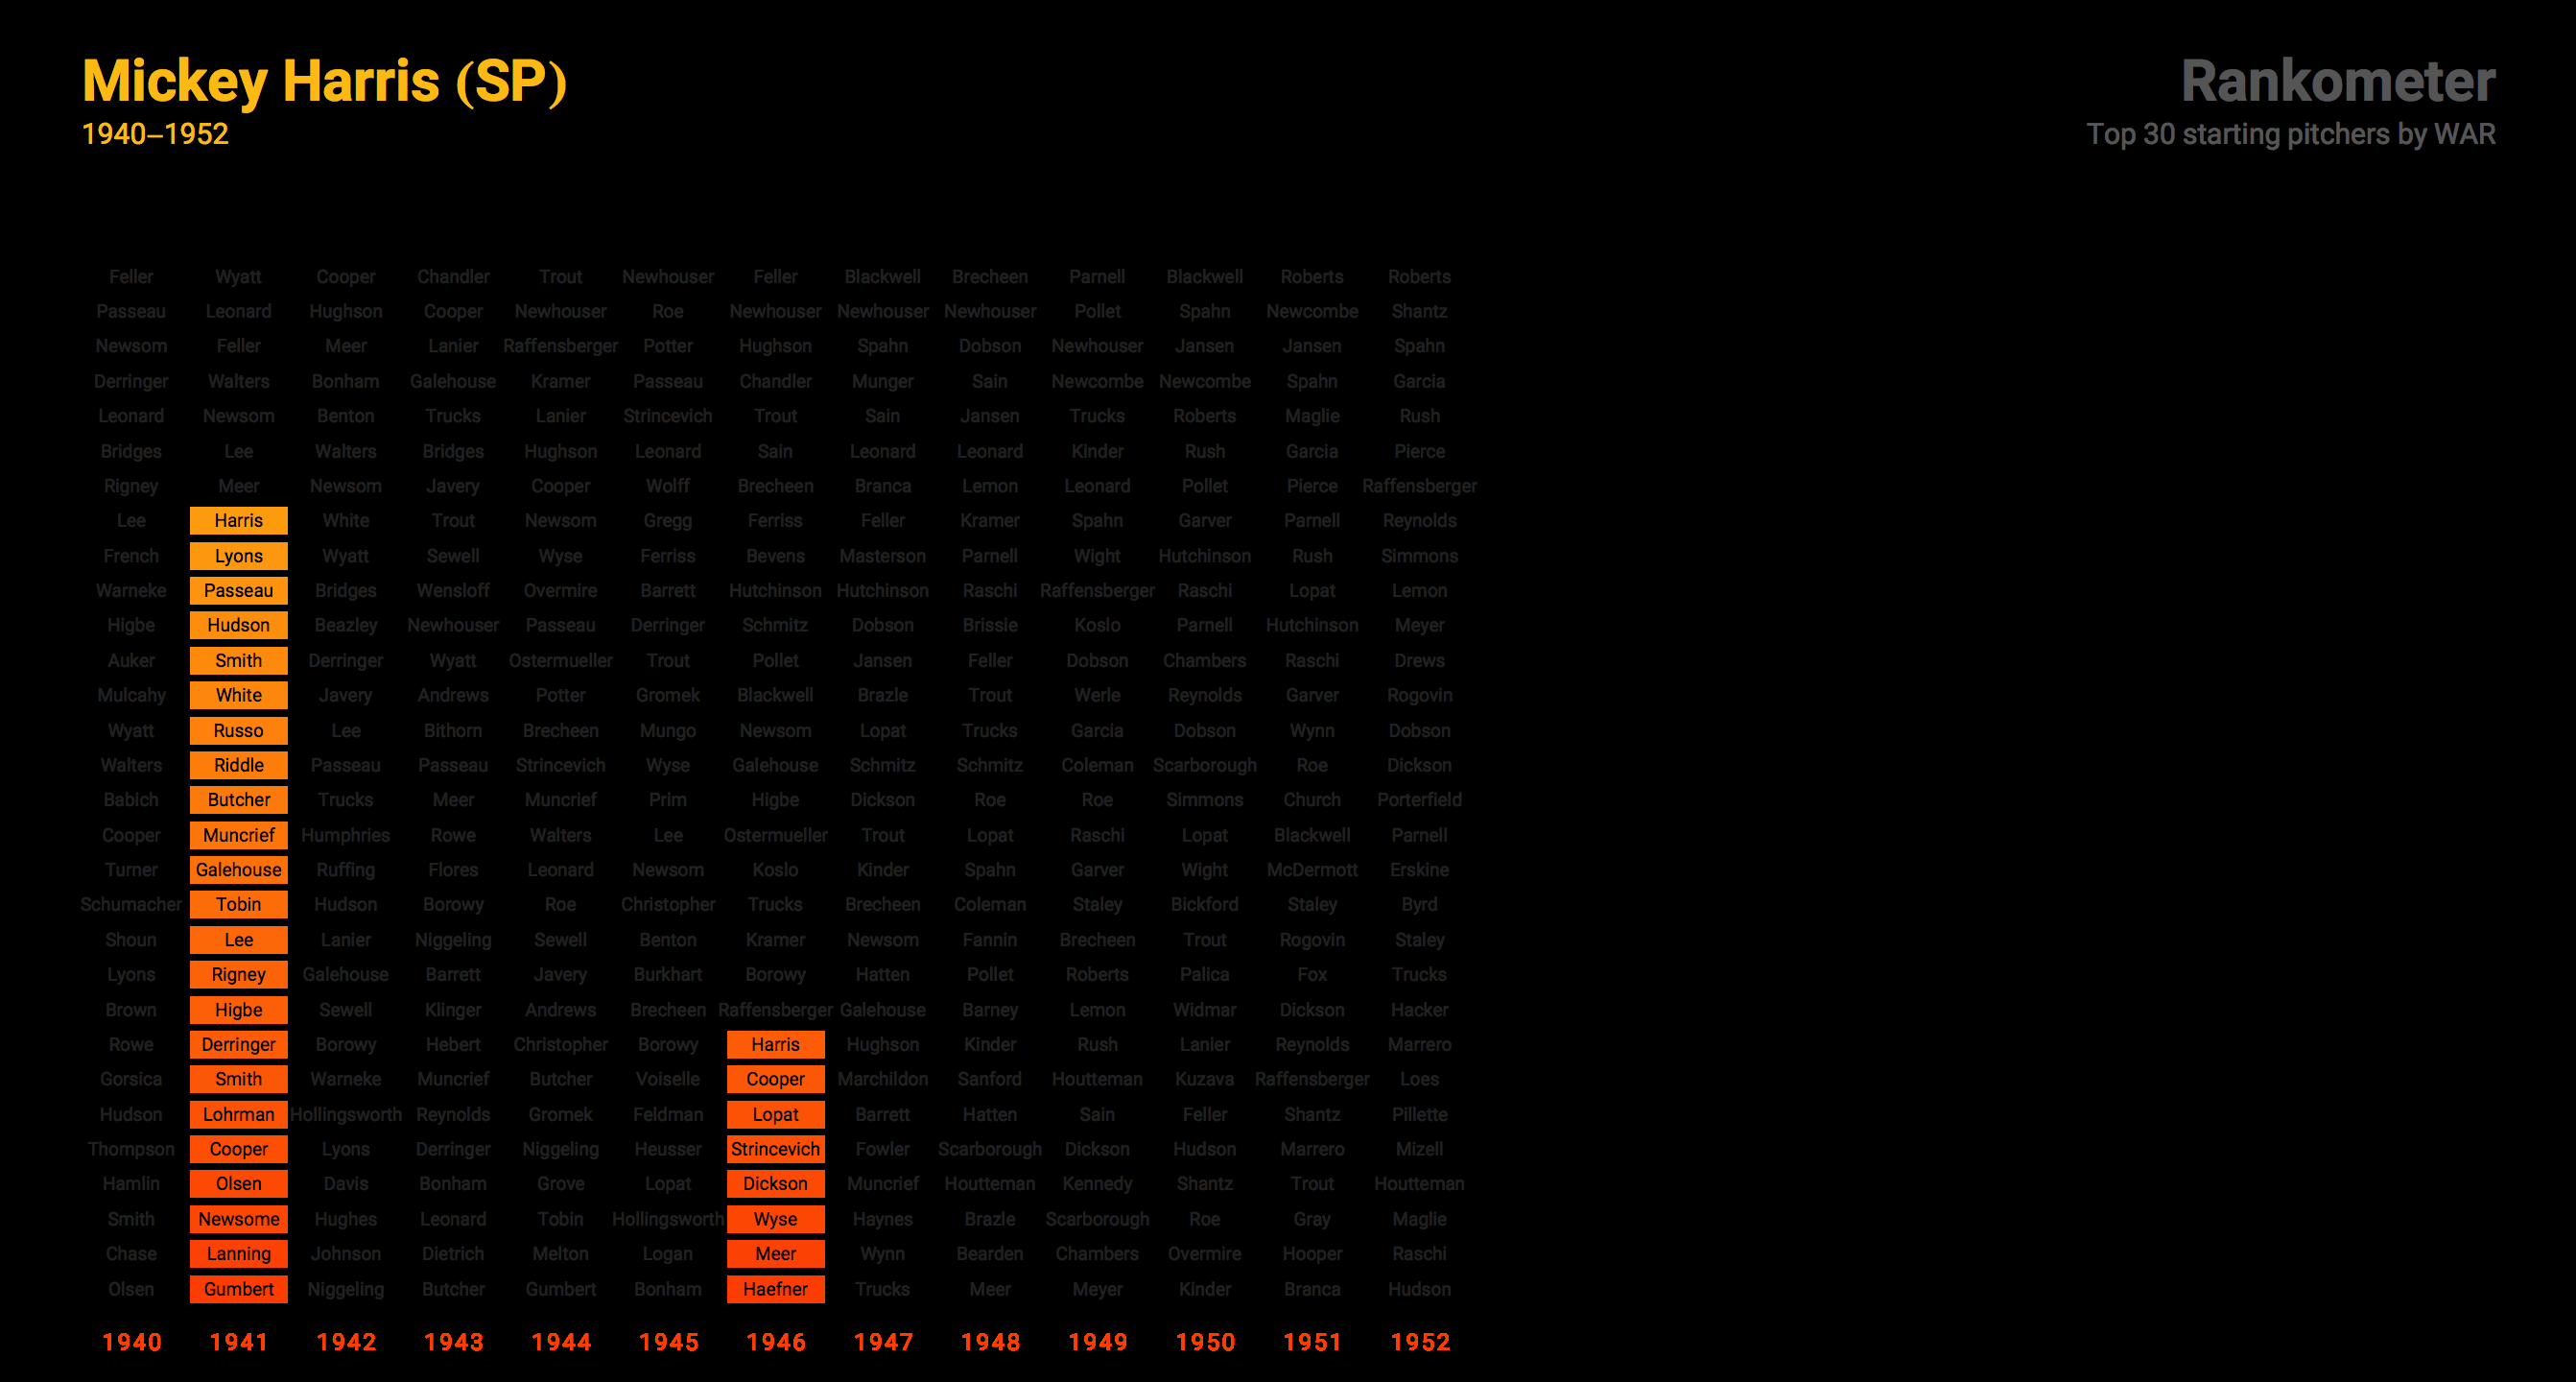 Mickey Harris (SP)
1940–1952
Rankometer
Top 30 starting pitchers by WAR
Feller Wyatt Cooper Chandler Trout Newhouser Feller Blackwell Brecheen Parnell Blackwell Roberts Roberts
Passeau Leonard Hughson Cooper Newhouser Roe Newhouser Newhouser Newhouser Pollet Spahn Newcombe Shantz
Newsom Feller Meer Lanier Raffensberger Potter Hughson Spahn Dobson Newhouser Jansen Jansen Spahn
Derringer Walters Bonham Galehouse Kramer Passeau Chandler Munger Sain Newcombe Newcombe Spahn Garcia
Leonard Newsom Benton Trucks Lanier Strincevich Trout Sain Jansen Trucks Roberts Maglie Rush
Bridges Lee Walters Bridges Hughson Leonard Sain Leonard Leonard Kinder Rush Garcia Pierce
Rigney Meer Newsom Javery Cooper Wolff Brecheen Branca Lemon Leonard Pollet Pierce Raffensberger
Lee Harris White Trout Newsom Gregg Ferriss Feller Kramer Spahn Garver Parnell Reynolds
French Lyons Wyatt Sewell Wyse Ferriss Bevens Masterson Parnell Wight Hutchinson Rush Simmons
Warneke Passeau Bridges Wensloff Overmire Barrett Hutchinson Hutchinson Raschi Raffensberger Raschi Lopat Lemon
Higbe Hudson Beazley Newhouser Passeau Derringer Schmitz Dobson Brissie Koslo Parnell Hutchinson Meyer
Auker Smith Derringer Wyatt Ostermueller Trout Pollet Jansen Feller Dobson Chambers Raschi Drews
Mulcahy White Javery Andrews Potter Gromek Blackwell Brazle Trout Werle Reynolds Garver Rogovin
Wyatt Russo Lee Bithorn Brecheen Mungo Newsom Lopat Trucks Garcia Dobson Wynn Dobson
Walters Riddle Passeau Passeau Strincevich Wyse Galehouse Schmitz Schmitz Coleman Scarborough Roe Dickson
Babich Butcher Trucks Meer Muncrief Prim Higbe Dickson Roe Roe Simmons Church Porterfield
Cooper Muncrief Humphries Rowe Walters Lee Ostermueller Trout Lopat Raschi Lopat Blackwell Parnell
Turner Galehouse Ruffing Flores Leonard Newsom Koslo Kinder Spahn Garver Wight McDermott Erskine
Schumacher Tobin Hudson Borowy Roe Christopher Trucks Brecheen Coleman Staley Bickford Staley Byrd
Shoun Lee Lanier Niggeling Sewell Benton Kramer Newsom Fannin Brecheen Trout Rogovin Staley
Lyons Rigney Galehouse Barrett Javery Burkhart Borowy Hatten Pollet Roberts Palica Fox Trucks
Brown Higbe Sewell Klinger Andrews Brecheen Raffensberger Galehouse Barney Lemon Widmar Dickson Hacker
Rowe Derringer Borowy Hebert Christopher Borowy Harris Hughson Kinder Rush Lanier Reynolds Marrero
Gorsica Smith Warneke Muncrief Butcher Voiselle Cooper Marchildon Sanford Houtteman Kuzava Raffensberger Loes
Hudson Lohrman Hollingsworth Reynolds Gromek Feldman Lopat Barrett Hatten Sain Feller Shantz Pillette
Thompson Cooper Lyons Derringer Niggeling Heusser Strincevich Fowler Scarborough Dickson Hudson Marrero Mizell
Hamlin Olsen Davis Bonham Grove Lopat Dickson Muncrief Houtteman Kennedy Shantz Trout Houtteman
Smith Newsome Hughes Leonard Tobin Hollingsworth Wyse Haynes Brazle Scarborough Roe Gray Maglie
Chase Lanning Johnson Dietrich Melton Logan Meer Wynn Bearden Chambers Overmire Hooper Raschi
Olsen Gumbert Niggeling Butcher Gumbert Bonham Haefner Trucks Meer Meyer Kinder Branca Hudson
1940 1941 1942 1943 1944 1945 1946 1947 1948 1949 1950 1951 1952